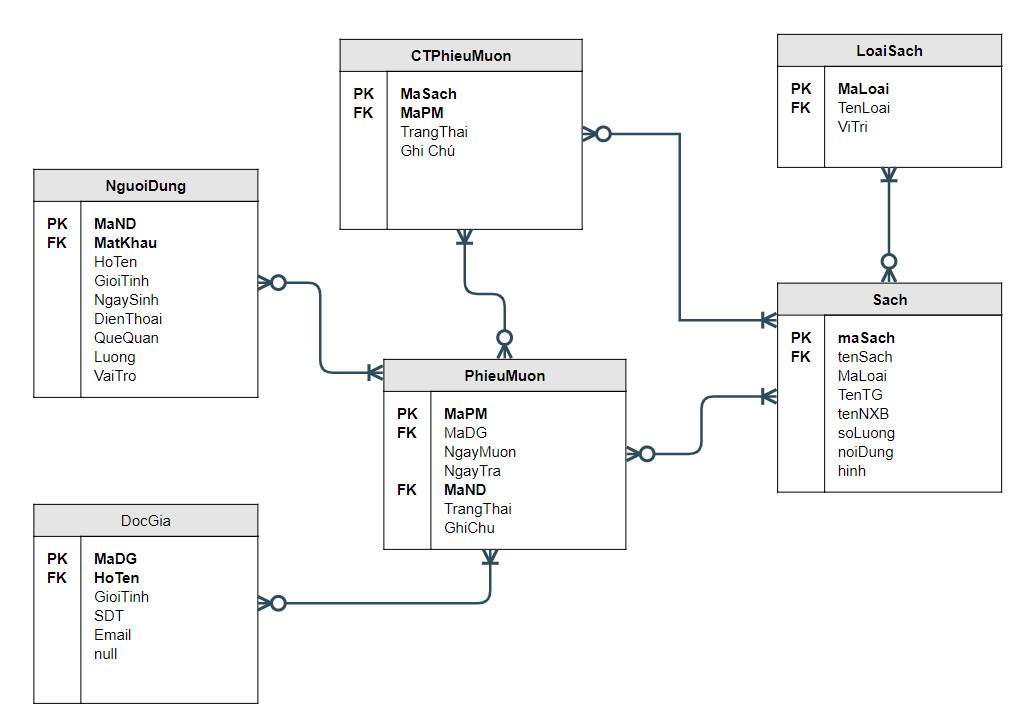 CTPhieuMuon
PK MaSach
FK MaPM
TrangThai
Ghi Chú
LoaiSach
PK MaLoai
FK TenLoai
ViTri
NguoiDung
PK MaND
FK MatKhau
HoTen
GioiTinh
NgaySinh
DienThoai
QueQuan
Luong
VaiTro
Sach
PK maSach
FK tenSach
MaLoai
TenTG
tenNXB
soLuong
noiDung
hinh
PhieuMuon
PK MaPM
FK MaDG
NgayMuon
NgayTra
FK MaND
TrangThai
GhiChu
DocGia
PK MaDG
FK HoTen
GioiTinh
SDT
Email
null